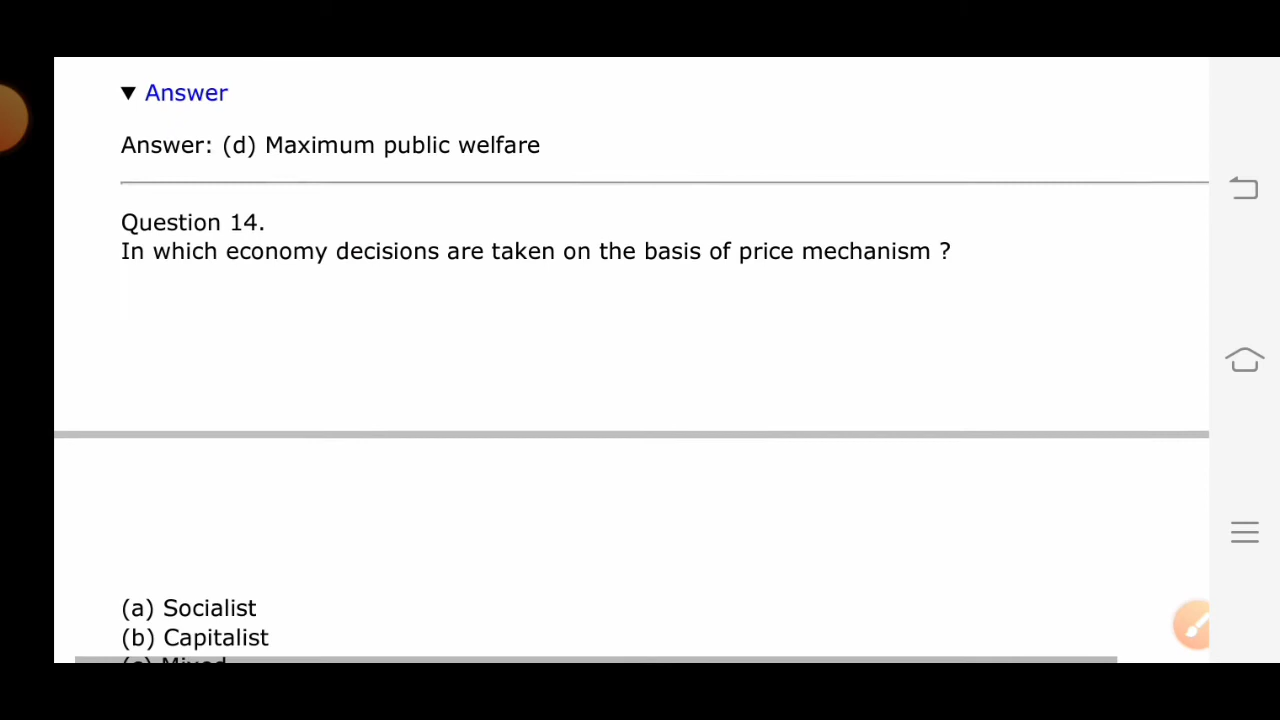 ▼ Answer
Answer: (d) Maximum public welfare
Question 14.
In which economy decisions are taken on the basis of price mechanism ?
(a) Socialist
(b) Capitalist
(c) Mixed